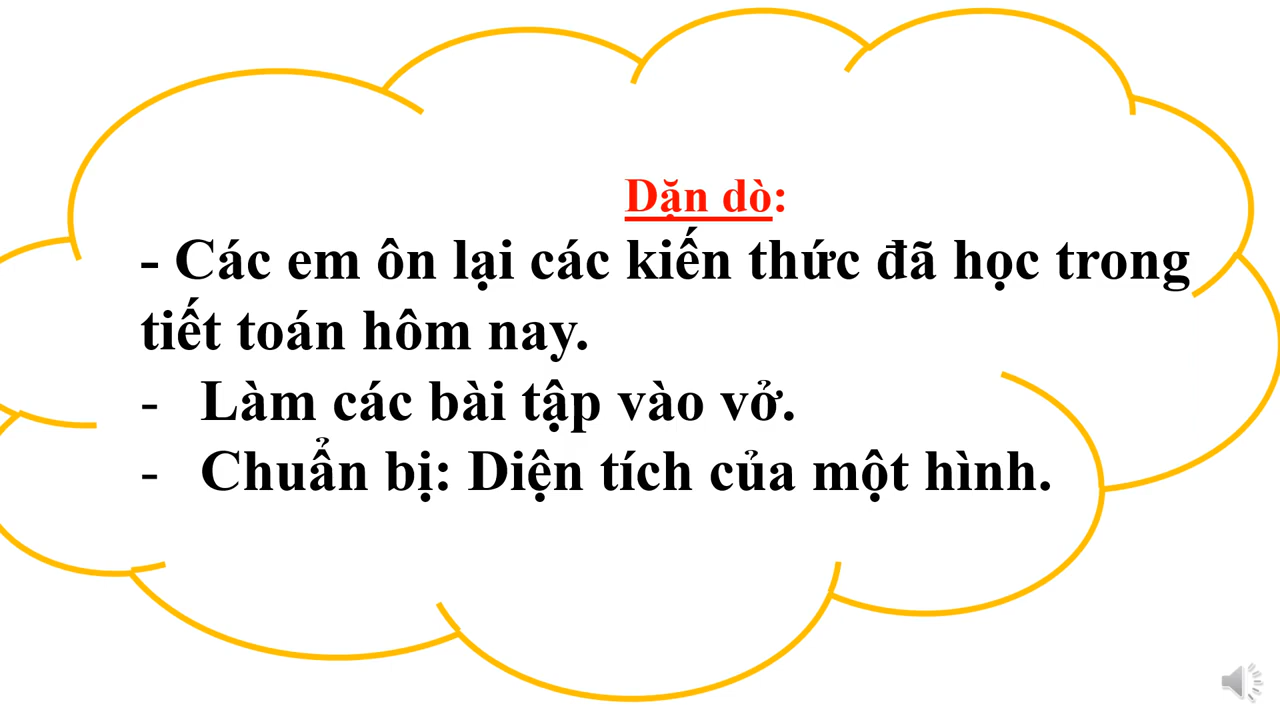 Dặn dò:
- Các em ôn lại các kiến thức đã học trong
tiết toán hôm nay.
- Làm các bài tập vào vở.
- Chuẩn bị: Diện tích của một hình.